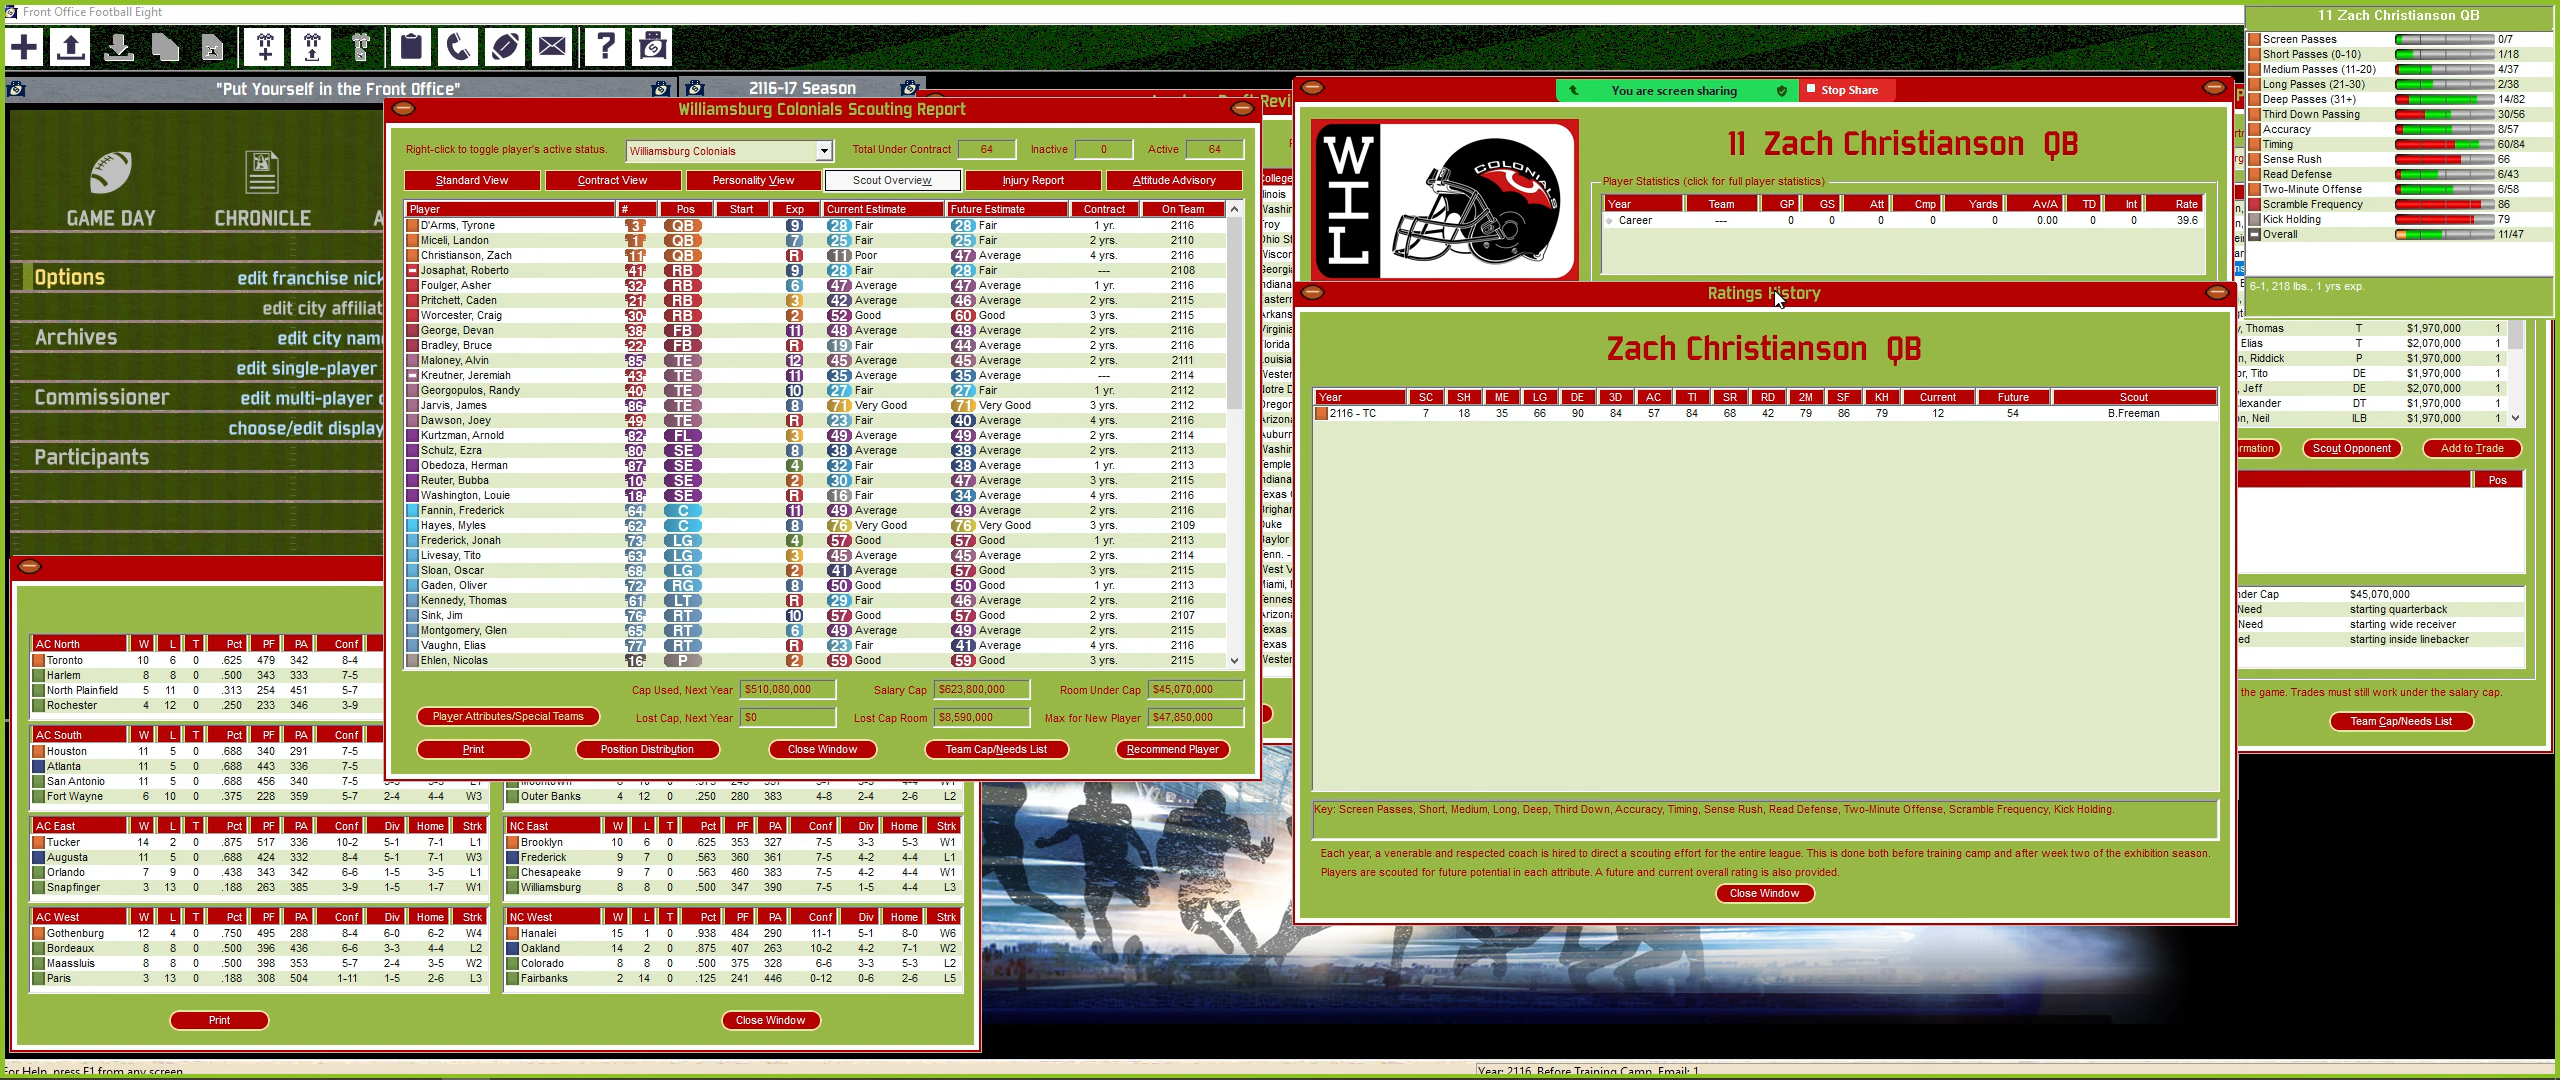 Front Office Football Eight
"Put Yourself in the Front Office"
2116-17 Season
GAME DAY
CHRONICLE
Options
edit franchise nick
edit city affiliat
Archives
edit city nam
edit single-player
Commissioner
edit multi-player
choose/edit display
Participants
Williamsburg Colonials Scouting Report
Right-click to toggle player's active status.
Williamsburg Colonials
Total Under Contract 64 Inactive 0 Active 64
Standard View Contract View Personality View Scout Overview Injury Report Attitude Advisory
Player # Pos Start Exp Current Estimate Future Estimate Contract On Team
D'Arms, Tyrone 3 QB 9 28 Fair 28 Fair 1 yr. 2116
Miceli, Landon 1 QB 7 25 Fair 25 Fair 2 yrs. 2110
Christianson, Zach 11 QB R 11 Poor 47 Average 4 yrs. 2116
Josaphat, Roberto 41 RB 9 28 Fair 28 Fair --- 2108
Foulger, Asher 32 RB 6 47 Average 47 Average 1 yr. 2116
Pritchett, Caden 21 RB 3 42 Average 46 Average 2 yrs. 2115
Worcester, Craig 30 RB 2 52 Good 60 Good 3 yrs. 2115
George, Devan 38 FB 11 48 Average 48 Average 2 yrs. 2116
Bradley, Bruce 22 FB R 19 Fair 44 Average 2 yrs. 2116
Maloney, Alvin 85 TE 12 45 Average 45 Average 2 yrs. 2111
Kreutner, Jeremiah 43 TE 11 35 Average 35 Average --- 2114
Georgopulos, Randy 40 TE 10 27 Fair 27 Fair 1 yr. 2112
Jarvis, James 86 TE 8 71 Very Good 71 Very Good 3 yrs. 2112
Dawson, Joey 49 TE R 23 Fair 40 Average 4 yrs. 2116
Kurtzman, Arnold 82 FL 3 49 Average 49 Average 2 yrs. 2114
Schulz, Ezra 80 SE 8 38 Average 38 Average 2 yrs. 2113
Obedoza, Herman 87 SE 4 32 Fair 38 Average 1 yr. 2113
Reuter, Bubba 10 SE 2 30 Fair 47 Average 3 yrs. 2115
Washington, Louie 18 SE R 16 Fair 34 Average 4 yrs. 2116
Fannin, Frederick 64 C 11 49 Average 49 Average 2 yrs. 2116
Hayes, Myles 62 C 8 76 Very Good 76 Very Good 3 yrs. 2109
Frederick, Jonah 73 LG 4 57 Good 57 Good 1 yr. 2113
Livesay, Tito 63 LG 3 45 Average 45 Average 2 yrs. 2114
Sloan, Oscar 68 LG 2 41 Average 57 Good 3 yrs. 2115
Gaden, Oliver 72 RG 8 50 Good 50 Good 1 yr. 2113
Kennedy, Thomas 61 LT R 29 Fair 46 Average 2 yrs. 2116
Sink, Jim 76 RT 10 57 Good 57 Good 2 yrs. 2107
Montgomery, Glen 65 RT 6 49 Average 49 Average 2 yrs. 2115
Vaughn, Elias 77 RT R 23 Fair 41 Average 4 yrs. 2116
Ehlen, Nicolas 16 P 2 59 Good 59 Good 3 yrs. 2115
Cap Used, Next Year $510,080,000 Salary Cap $623,800,000 Room Under Cap $45,070,000
Player Attributes/Special Teams Lost Cap, Next Year $0 Lost Cap Room $8,590,000 Max for New Player $47,850,000
Print Position Distribution Close Window Team Cap/Needs List Recommend Player
AC North W L T Pct PF PA Conf
Toronto 10 6 0 .625 479 342 8-4
Harlem 8 8 0 .500 343 333 7-5
North Plainfield 5 11 0 .313 254 451 5-7
Rochester 4 12 0 .250 233 346 3-9
AC South W L T Pct PF PA Conf
Houston 11 5 0 .688 340 291 7-5
Atlanta 11 5 0 .688 443 336 7-5
San Antonio 11 5 0 .688 456 340 7-5
Fort Wayne 6 10 0 .375 228 359 5-7 2-4 4-4 W3
Outer Banks 4 12 0 .250 280 383 4-8 2-4 2-6 L2
AC East W L T Pct PF PA Conf Div Home Strk
Tucker 14 2 0 .875 517 336 10-2 5-1 7-1 L1
Augusta 11 5 0 .688 424 332 8-4 5-1 7-1 W3
Orlando 7 9 0 .438 343 342 6-6 1-5 3-5 L1
Snapfinger 3 13 0 .188 263 385 3-9 1-5 1-7 W1
NC East W L T Pct PF PA Conf Div Home Strk
Brooklyn 10 6 0 .625 353 327 7-5 3-3 5-3 W1
Frederick 9 7 0 .563 360 361 7-5 4-2 4-4 L1
Chesapeake 9 7 0 .563 460 383 7-5 4-2 4-4 W1
Williamsburg 8 8 0 .500 347 390 7-5 1-5 4-4 L3
AC West W L T Pct PF PA Conf Div Home Strk
Gothenburg 12 4 0 .750 495 288 8-4 6-0 6-2 W4
Bordeaux 8 8 0 .500 396 436 6-6 3-3 4-4 L2
Maassluis 8 8 0 .500 398 353 5-7 2-4 3-5 W2
Paris 3 13 0 .188 308 504 1-11 1-5 2-6 L3
NC West W L T Pct PF PA Conf Div Home Strk
Hanalei 15 1 0 .938 484 290 11-1 5-1 8-0 W6
Oakland 14 2 0 .875 407 263 10-2 4-2 7-1 W2
Colorado 8 8 0 .500 375 328 6-6 3-3 5-3 L2
Fairbanks 2 14 0 .125 241 446 0-12 0-6 2-6 L5
Print
Close Window
You are screen sharing
Stop Share
WIL
COLONIALS
11 Zach Christianson QB
Player Statistics (click for full player statistics)
Year Team GP GS Att Cmp Yards Av/A TD Int Rate
Career --- 0 0 0 0 0 0.00 0 0 39.6
Ratings History
Zach Christianson QB
Year SC SH ME LG DE 3D AC TI SR RD 2M SF KH Current Future Scout
2116 - TC 7 18 35 66 90 84 57 84 68 42 79 86 79 12 54 B.Freeman
Key: Screen Passes, Short, Medium, Long, Deep, Third Down, Accuracy, Timing, Sense Rush, Read Defense, Two-Minute Offense, Scramble Frequency, Kick Holding.
Each year, a venerable and respected coach is hired to direct a scouting effort for the entire league. This is done both before training camp and after week two of the exhibition season.
Players are scouted for future potential in each attribute. A future and current overall rating is also provided.
Close Window
11 Zach Christianson QB
Screen Passes 0/7
Short Passes (0-10) 1/18
Medium Passes (11-20) 4/37
Long Passes (21-30) 2/38
Deep Passes (31+) 14/82
Third Down Passing 30/56
Accuracy 8/57
Timing 60/84
Sense Rush 66
Read Defense 6/43
Two-Minute Offense 6/58
Scramble Frequency 86
Kick Holding 79
Overall 11/47
6-1, 218 lbs., 1 yrs exp.
, Thomas T $1,970,000 1
Elias T $2,070,000 1
n, Riddick P $1,970,000 1
or, Tito DE $1,970,000 1
, Jeff DE $2,070,000 1
lexander DT $1,970,000 1
n, Neil ILB $1,970,000 1
rmation Scout Opponent Add to Trade
Pos
nder Cap $45,070,000
Need starting quarterback
Need starting wide receiver
ed starting inside linebacker
the game. Trades must still work under the salary cap.
Team Cap/Needs List
For Help, press F1 from any screen
Year: 2116, Before Training Camp, Email: 1